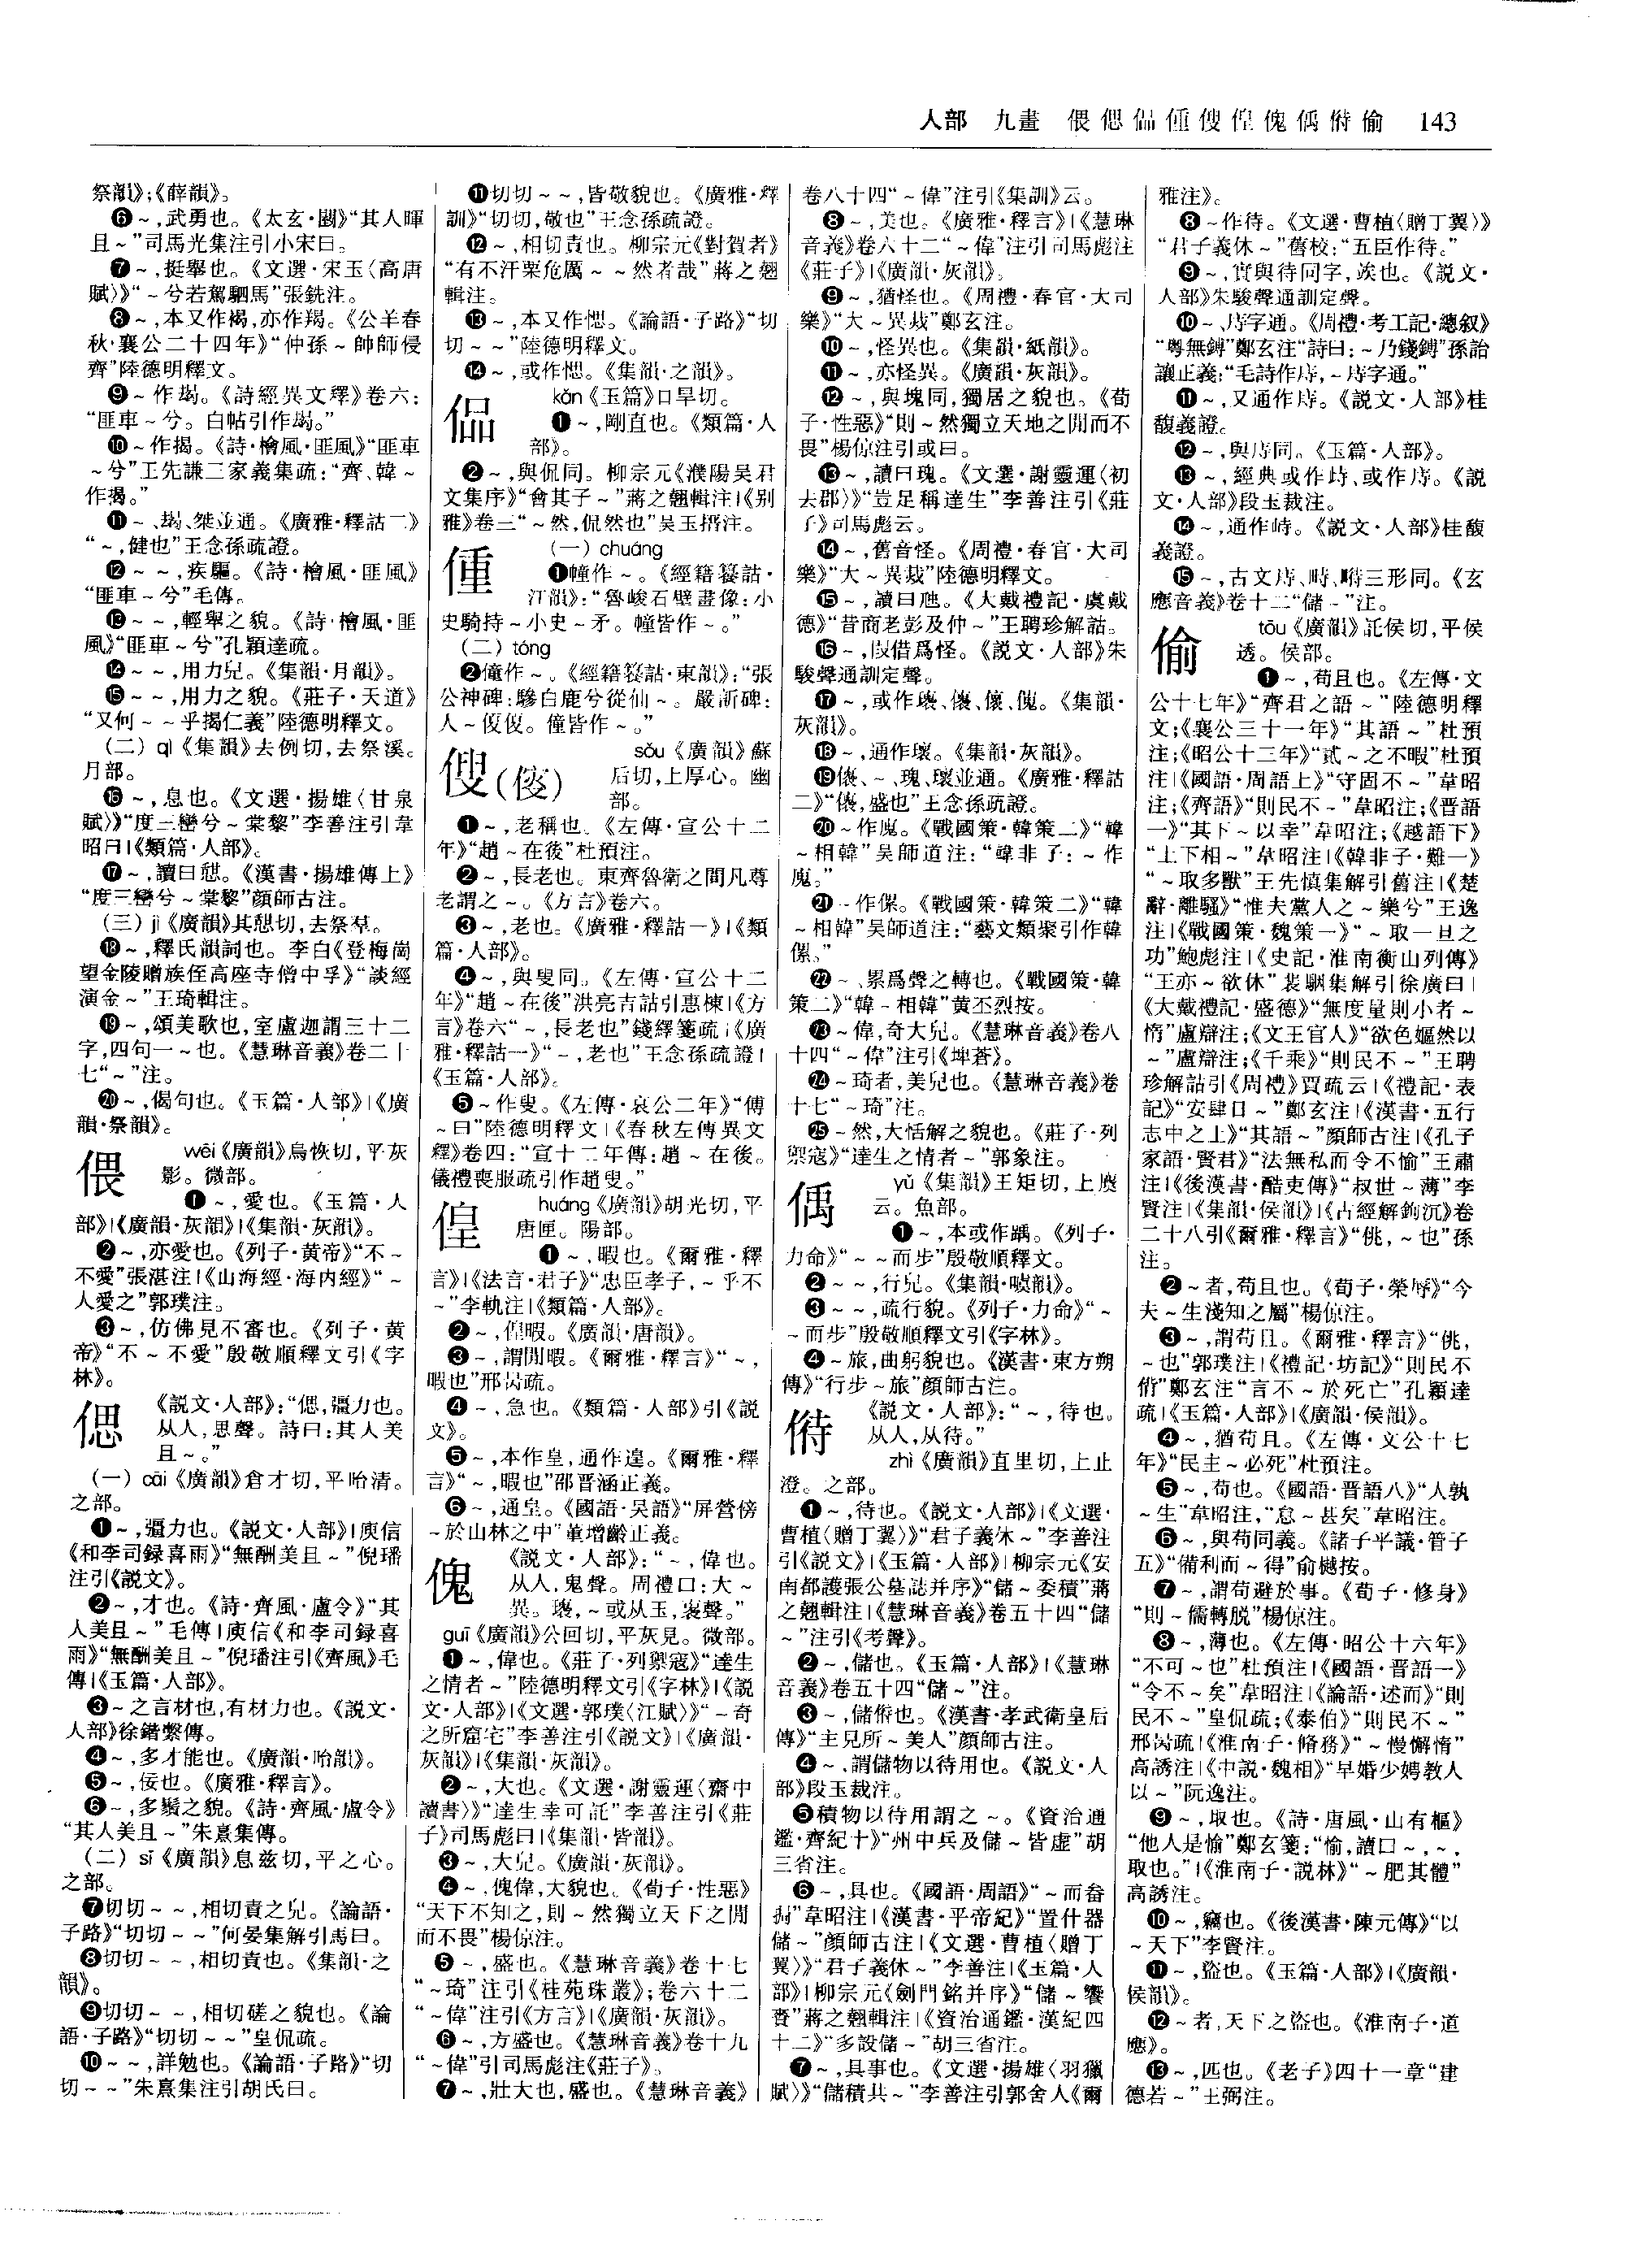 人部 九畫 偎偲偘偅傁偟傀偊偫偷 143
祭韻》;《薛韻》。
❻~,武勇也。《太玄·圖》“其人暉
且~”司馬光集注引小宋曰。
❼~,挺舉也。《文選·宋玉〈高唐
賦〉》“~兮若駕駟馬”張銑注。
❽~,本又作褐,亦作羯。《公羊春
秋·襄公二十四年》“仲孫~帥師侵
齊”陸德明釋文。
❾~作朅。《詩經異文釋》卷六:
“匪車~兮。白帖引作朅。”
❿~作揭。《詩·檜風·匪風》“匪車
~兮”王先謙三家義集疏:“齊、韓~
作揭。”
⓫~、朅、桀並通。《廣雅·釋詁二》
“~,健也”王念孫疏證。
⓬~~,疾驅。《詩·檜風·匪風》
“匪車~兮”毛傳。
⓭~~,輕舉之貌。《詩·檜風·匪
風》“匪車~兮”孔穎達疏。
⓮~~,用力皃。《集韻·月韻》。
⓯~~,用力之貌。《莊子·天道》
“又何~~乎揭仁義”陸德明釋文。
(二) qì《集韻》去例切,去祭溪。
月部。
⓰~,息也。《文選·揚雄〈甘泉
賦〉》“度三巒兮~棠黎”李善注引韋
昭曰|《類篇·人部》。
⓱~,讀曰憩。《漢書·揚雄傳上》
“度三巒兮~棠黎”顔師古注。
(三) jì《廣韻》其憩切,去祭羣。
⓲~,釋氏韻詞也。李白《登梅崗
望金陵贈族侄高座寺僧中孚》“談經
演金~”王琦輯注。
⓳~,頌美歌也,室盧迦謂三十二
字,四句一~也。《慧琳音義》卷二十
七“~”注。
⓴~,偈句也。《玉篇·人部》|《廣
韻·祭韻》。
偎
wēi《廣韻》烏恢切,平灰
影。微部。
❶~,愛也。《玉篇·人
部》|《廣韻·灰韻》|《集韻·灰韻》。
❷~,亦愛也。《列子·黄帝》“不~
不愛”張湛注|《山海經·海内經》“~
人愛之”郭璞注。
❸~,仿佛見不審也。《列子·黄
帝》“不~不愛”殷敬順釋文引《字
林》。
偲
《説文·人部》:“偲,彊力也。
从人,思聲。詩曰:其人美
且~。”
(一) cāi《廣韻》倉才切,平咍清。
之部。
❶~,彊力也。《説文·人部》|庾信
《和李司録喜雨》“無酬美且~”倪璠
注引《説文》。
❷~,才也。《詩·齊風·盧令》“其
人美且~”毛傳|庾信《和李司録喜
雨》“無酬美且~”倪璠注引《齊風》毛
傳|《玉篇·人部》。
❸~之言材也,有材力也。《説文·
人部》徐鍇繫傳。
❹~,多才能也。《廣韻·咍韻》。
❺~,佞也。《廣雅·釋言》。
❻~,多鬚之貌。《詩·齊風·盧令》
“其人美且~”朱熹集傳。
(二) sī《廣韻》息兹切,平之心。
之部。
❼切切~~,相切責之皃。《論語·
子路》“切切~~”何晏集解引馬曰。
❽切切~~,相切責也。《集韻·之
韻》。
❾切切~~,相切磋之貌也。《論
語·子路》“切切~~”皇侃疏。
❿~~,詳勉也。《論語·子路》“切
切~~”朱熹集注引胡氏曰。
⓫切切~~,皆敬貌也。《廣雅·釋
訓》“切切,敬也”王念孫疏證。
⓬~,相切責也。柳宗元《對賀者》
“有不汗栗危厲~~然者哉”蔣之翹
輯注。
⓭~,本又作愢。《論語·子路》“切
切~~”陸德明釋文。
⓮~,或作愢。《集韻·之韻》。
偘
kǎn《玉篇》口旱切。
❶~,剛直也。《類篇·人
部》。
❷~,與侃同。柳宗元《濮陽吴君
文集序》“會其子~”蔣之翹輯注|《别
雅》卷三“~然,侃然也”吴玉搢注。
偅
(一) chuáng
❶幢作~。《經籍籑詁·
江韻》:“魯峻石壁畫像:小
史騎持~小史~矛。幢皆作~。”
(二) tóng
❷僮作~。《經籍籑詁·東韻》:“張
公神碑:驂白鹿兮從仙~。嚴訢碑:
人~傁傁。僮皆作~。”
傁(㑋)
sǒu《廣韻》蘇
后切,上厚心。幽
部。
❶~,老稱也。《左傳·宣公十二
年》“趙~在後”杜預注。
❷~,長老也。東齊魯衛之間凡尊
老謂之~。《方言》卷六。
❸~,老也。《廣雅·釋詁一》|《類
篇·人部》。
❹~,與叟同。《左傳·宣公十二
年》“趙~在後”洪亮吉詁引惠棟|《方
言》卷六“~,長老也”錢繹箋疏|《廣
雅·釋詁一》“~,老也”王念孫疏證|
《玉篇·人部》。
❺~作叟。《左傳·哀公二年》“傅
~曰”陸德明釋文|《春秋左傳異文
釋》卷四:“宣十二年傳:趙~在後。
儀禮喪服疏引作趙叟。”
偟
huáng《廣韻》胡光切,平
唐匣。陽部。
❶~,暇也。《爾雅·釋
言》|《法言·君子》“忠臣孝子,~乎不
~”李軌注|《類篇·人部》。
❷~,偟暇。《廣韻·唐韻》。
❸~,謂閒暇。《爾雅·釋言》“~,
暇也”邢昺疏。
❹~,急也。《類篇·人部》引《説
文》。
❺~,本作皇,通作遑。《爾雅·釋
言》“~,暇也”邵晋涵正義。
❻~,通皇。《國語·吴語》“屏營傍
~於山林之中”董增齡正義。
傀
《説文·人部》:“~,偉也。
从人,鬼聲。周禮曰:大~
異。瓌,~或从玉,褱聲。”
guī《廣韻》公回切,平灰見。微部。
❶~,偉也。《莊子·列禦寇》“達生
之情者~”陸德明釋文引《字林》|《説
文·人部》|《文選·郭璞〈江賦〉》“~奇
之所窟宅”李善注引《説文》|《廣韻·
灰韻》|《集韻·灰韻》。
❷~,大也。《文選·謝靈運〈齋中
讀書〉》“達生幸可託”李善注引《莊
子》司馬彪曰|《集韻·皆韻》。
❸~,大皃。《廣韻·灰韻》。
❹~,傀偉,大貌也。《荀子·性惡》
“天下不知之,則~然獨立天下之間
而不畏”楊倞注。
❺~,盛也。《慧琳音義》卷十七
“~琦”注引《桂苑珠叢》;卷六十二
“~偉”注引《方言》|《廣韻·灰韻》。
❻~,方盛也。《慧琳音義》卷十九
“~偉”引司馬彪注《莊子》。
❼~,壯大也,盛也。《慧琳音義》
卷八十四“~偉”注引《集訓》云。
❽~,美也。《廣雅·釋言》|《慧琳
音義》卷六十二“~偉”注引司馬彪注
《莊子》|《廣韻·灰韻》。
❾~,猶怪也。《周禮·春官·大司
樂》“大~異烖”鄭玄注。
❿~,怪異也。《集韻·紙韻》。
⓫~,亦怪異。《廣韻·灰韻》。
⓬~,與塊同,獨居之貌也。《荀
子·性惡》“則~然獨立天地之間而不
畏”楊倞注引或曰。
⓭~,讀曰瑰。《文選·謝靈運〈初
去郡〉》“豈足稱達生”李善注引《莊
子》司馬彪云。
⓮~,舊音怪。《周禮·春官·大司
樂》“大~異烖”陸德明釋文。
⓯~,讀曰虺。《大戴禮記·虞戴
德》“昔商老彭及仲~”王聘珍解詁。
⓰~,叚借爲怪。《説文·人部》朱
駿聲通訓定聲。
⓱~,或作瓌、儴、懷、傀。《集韻·
灰韻》。
⓲~,通作瓌。《集韻·灰韻》。
⓳傀、~、瑰、瓌並通。《廣雅·釋詁
二》“傀,盛也”王念孫疏證。
⓴~作廆。《戰國策·韓策二》“韓
~相韓”吴師道注:“韓非子:~作
廆。”
㉑~作傫。《戰國策·韓策二》“韓
~相韓”吴師道注:“藝文類聚引作韓
傫。”
㉒~、累爲聲之轉也。《戰國策·韓
策二》“韓~相韓”黄丕烈按。
㉓~偉,奇大皃。《慧琳音義》卷八
十四“~偉”注引《埤蒼》。
㉔~琦者,美皃也。《慧琳音義》卷
十七“~琦”注。
㉕~然,大恬解之貌也。《莊子·列
禦寇》“達生之情者~”郭象注。
偊
yǔ《集韻》王矩切,上麌
云。魚部。
❶~,本或作踽。《列子·
力命》“~~而步”殷敬順釋文。
❷~~,行皃。《集韻·噳韻》。
❸~~,疏行貌。《列子·力命》“~
~而步”殷敬順釋文引《字林》。
❹~旅,曲躬貌也。《漢書·東方朔
傳》“行步~旅”顔師古注。
偫
《説文·人部》:“~,待也。
从人,从待。”
zhì《廣韻》直里切,上止
澄。之部。
❶~,待也。《説文·人部》|《文選·
曹植〈贈丁翼〉》“君子義休~”李善注
引《説文》|《玉篇·人部》|柳宗元《安
南都護張公墓誌并序》“儲~委積”蔣
之翹輯注|《慧琳音義》卷五十四“儲
~”注引《考聲》。
❷~,儲也。《玉篇·人部》|《慧琳
音義》卷五十四“儲~”注。
❸~,儲偫也。《漢書·孝武衛皇后
傳》“主見所~美人”顔師古注。
❹~,謂儲物以待用也。《説文·人
部》段玉裁注。
❺積物以待用謂之~。《資治通
鑑·齊紀十》“州中兵及儲~皆虛”胡
三省注。
❻~,具也。《國語·周語》“~而畚
挶”韋昭注|《漢書·平帝紀》“置什器
儲~”顔師古注|《文選·曹植〈贈丁
翼〉》“君子義休~”李善注|《玉篇·人
部》|柳宗元《劍門銘并序》“儲~饗
賚”蔣之翹輯注|《資治通鑑·漢紀四
十二》“多設儲~”胡三省注。
❼~,具事也。《文選·揚雄〈羽獵
賦〉》“儲積共~”李善注引郭舍人《爾
雅注》。
❽~作待。《文選·曹植〈贈丁翼〉》
“君子義休~”舊校:“五臣作待。”
❾~,實與待同字,竢也。《説文·
人部》朱駿聲通訓定聲。
❿~、庤字通。《周禮·考工記·總叙》
“粤無鎛”鄭玄注“詩曰:~乃錢鎛”孫詒
讓正義:“毛詩作庤,~庤字通。”
⓫~,又通作庤。《説文·人部》桂
馥義證。
⓬~,與庤同。《玉篇·人部》。
⓭~,經典或作峙、或作庤。《説
文·人部》段玉裁注。
⓮~,通作峙。《説文·人部》桂馥
義證。
⓯~,古文庤、畤、䟷三形同。《玄
應音義》卷十二“儲~”注。
偷
tōu《廣韻》託侯切,平侯
透。侯部。
❶~,苟且也。《左傳·文
公十七年》“齊君之語~”陸德明釋
文;《襄公三十一年》“其語~”杜預
注;《昭公十三年》“貳~之不暇”杜預
注|《國語·周語上》“守固不~”韋昭
注;《齊語》“則民不~”韋昭注;《晋語
一》“其下~以幸”韋昭注;《越語下》
“上下相~”韋昭注|《韓非子·難一》
“~取多獸”王先慎集解引舊注|《楚
辭·離騷》“惟夫黨人之~樂兮”王逸
注|《戰國策·魏策一》“~取一旦之
功”鮑彪注|《史記·淮南衡山列傳》
“王亦~欲休”裴駰集解引徐廣曰|
《大戴禮記·盛德》“無度量則小者~
惰”盧辯注;《文王官人》“欲色嫗然以
~”盧辯注;《千乘》“則民不~”王聘
珍解詁引《周禮》賈疏云|《禮記·表
記》“安肆曰~”鄭玄注|《漢書·五行
志中之上》“其語~”顔師古注|《孔子
家語·賢君》“法無私而令不愉”王肅
注|《後漢書·酷吏傳》“叔世~薄”李
賢注|《集韻·侯韻》|《古經解鉤沉》卷
二十八引《爾雅·釋言》“佻,~也”孫
注。
❷~者,苟且也。《荀子·榮辱》“今
夫~生淺知之屬”楊倞注。
❸~,謂苟且。《爾雅·釋言》“佻,
~也”郭璞注|《禮記·坊記》“則民不
偝”鄭玄注“言不~於死亡”孔穎達
疏|《玉篇·人部》|《廣韻·侯韻》。
❹~,猶苟且。《左傳·文公十七
年》“民主~必死”杜預注。
❺~,苟也。《國語·晋語八》“人孰
~生”韋昭注,“怠~甚矣”韋昭注。
❻~,與苟同義。《諸子平議·管子
五》“備利而~得”俞樾按。
❼~,謂苟避於事。《荀子·修身》
“則~儒轉脱”楊倞注。
❽~,薄也。《左傳·昭公十六年》
“不可~也”杜預注|《國語·晋語一》
“令不~矣”韋昭注|《論語·述而》“則
民不~”皇侃疏;《泰伯》“則民不~”
邢昺疏|《淮南子·脩務》“~慢懈惰”
高誘注|《中説·魏相》“早婚少娉教人
以~”阮逸注。
❾~,取也。《詩·唐風·山有樞》
“他人是愉”鄭玄箋:“愉,讀曰~,~,
取也。”|《淮南子·説林》“~肥其體”
高誘注。
❿~,竊也。《後漢書·陳元傳》“以
~天下”李賢注。
⓫~,盜也。《玉篇·人部》|《廣韻·
侯韻》。
⓬~者,天下之盜也。《淮南子·道
應》。
⓭~,匹也。《老子》四十一章“建
德若~”王弼注。